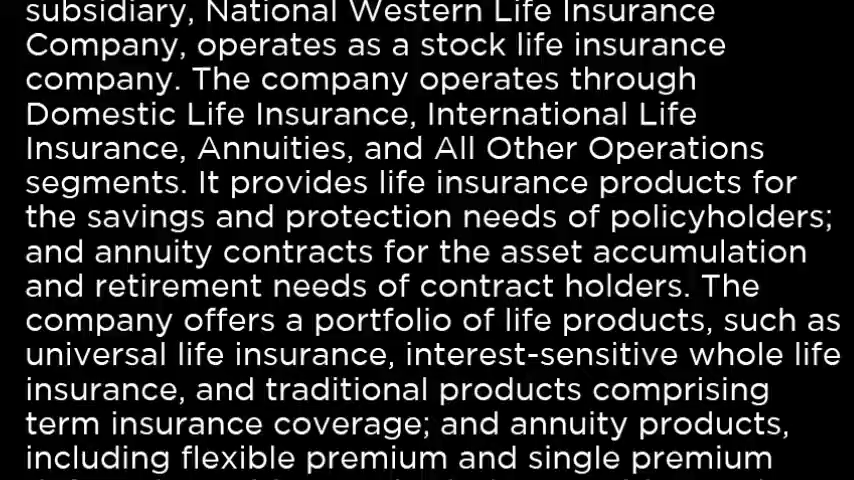 subsidiary, National Western Life Insurance
Company, operates as a stock life insurance
company. The company operates through
Domestic Life Insurance, International Life
Insurance, Annuities, and All Other Operations
segments. It provides life insurance products for
the savings and protection needs of policyholders;
and annuity contracts for the asset accumulation
and retirement needs of contract holders. The
company offers a portfolio of life products, such as
universal life insurance, interest-sensitive whole life
insurance, and traditional products comprising
term insurance coverage; and annuity products,
including flexible premium and single premium